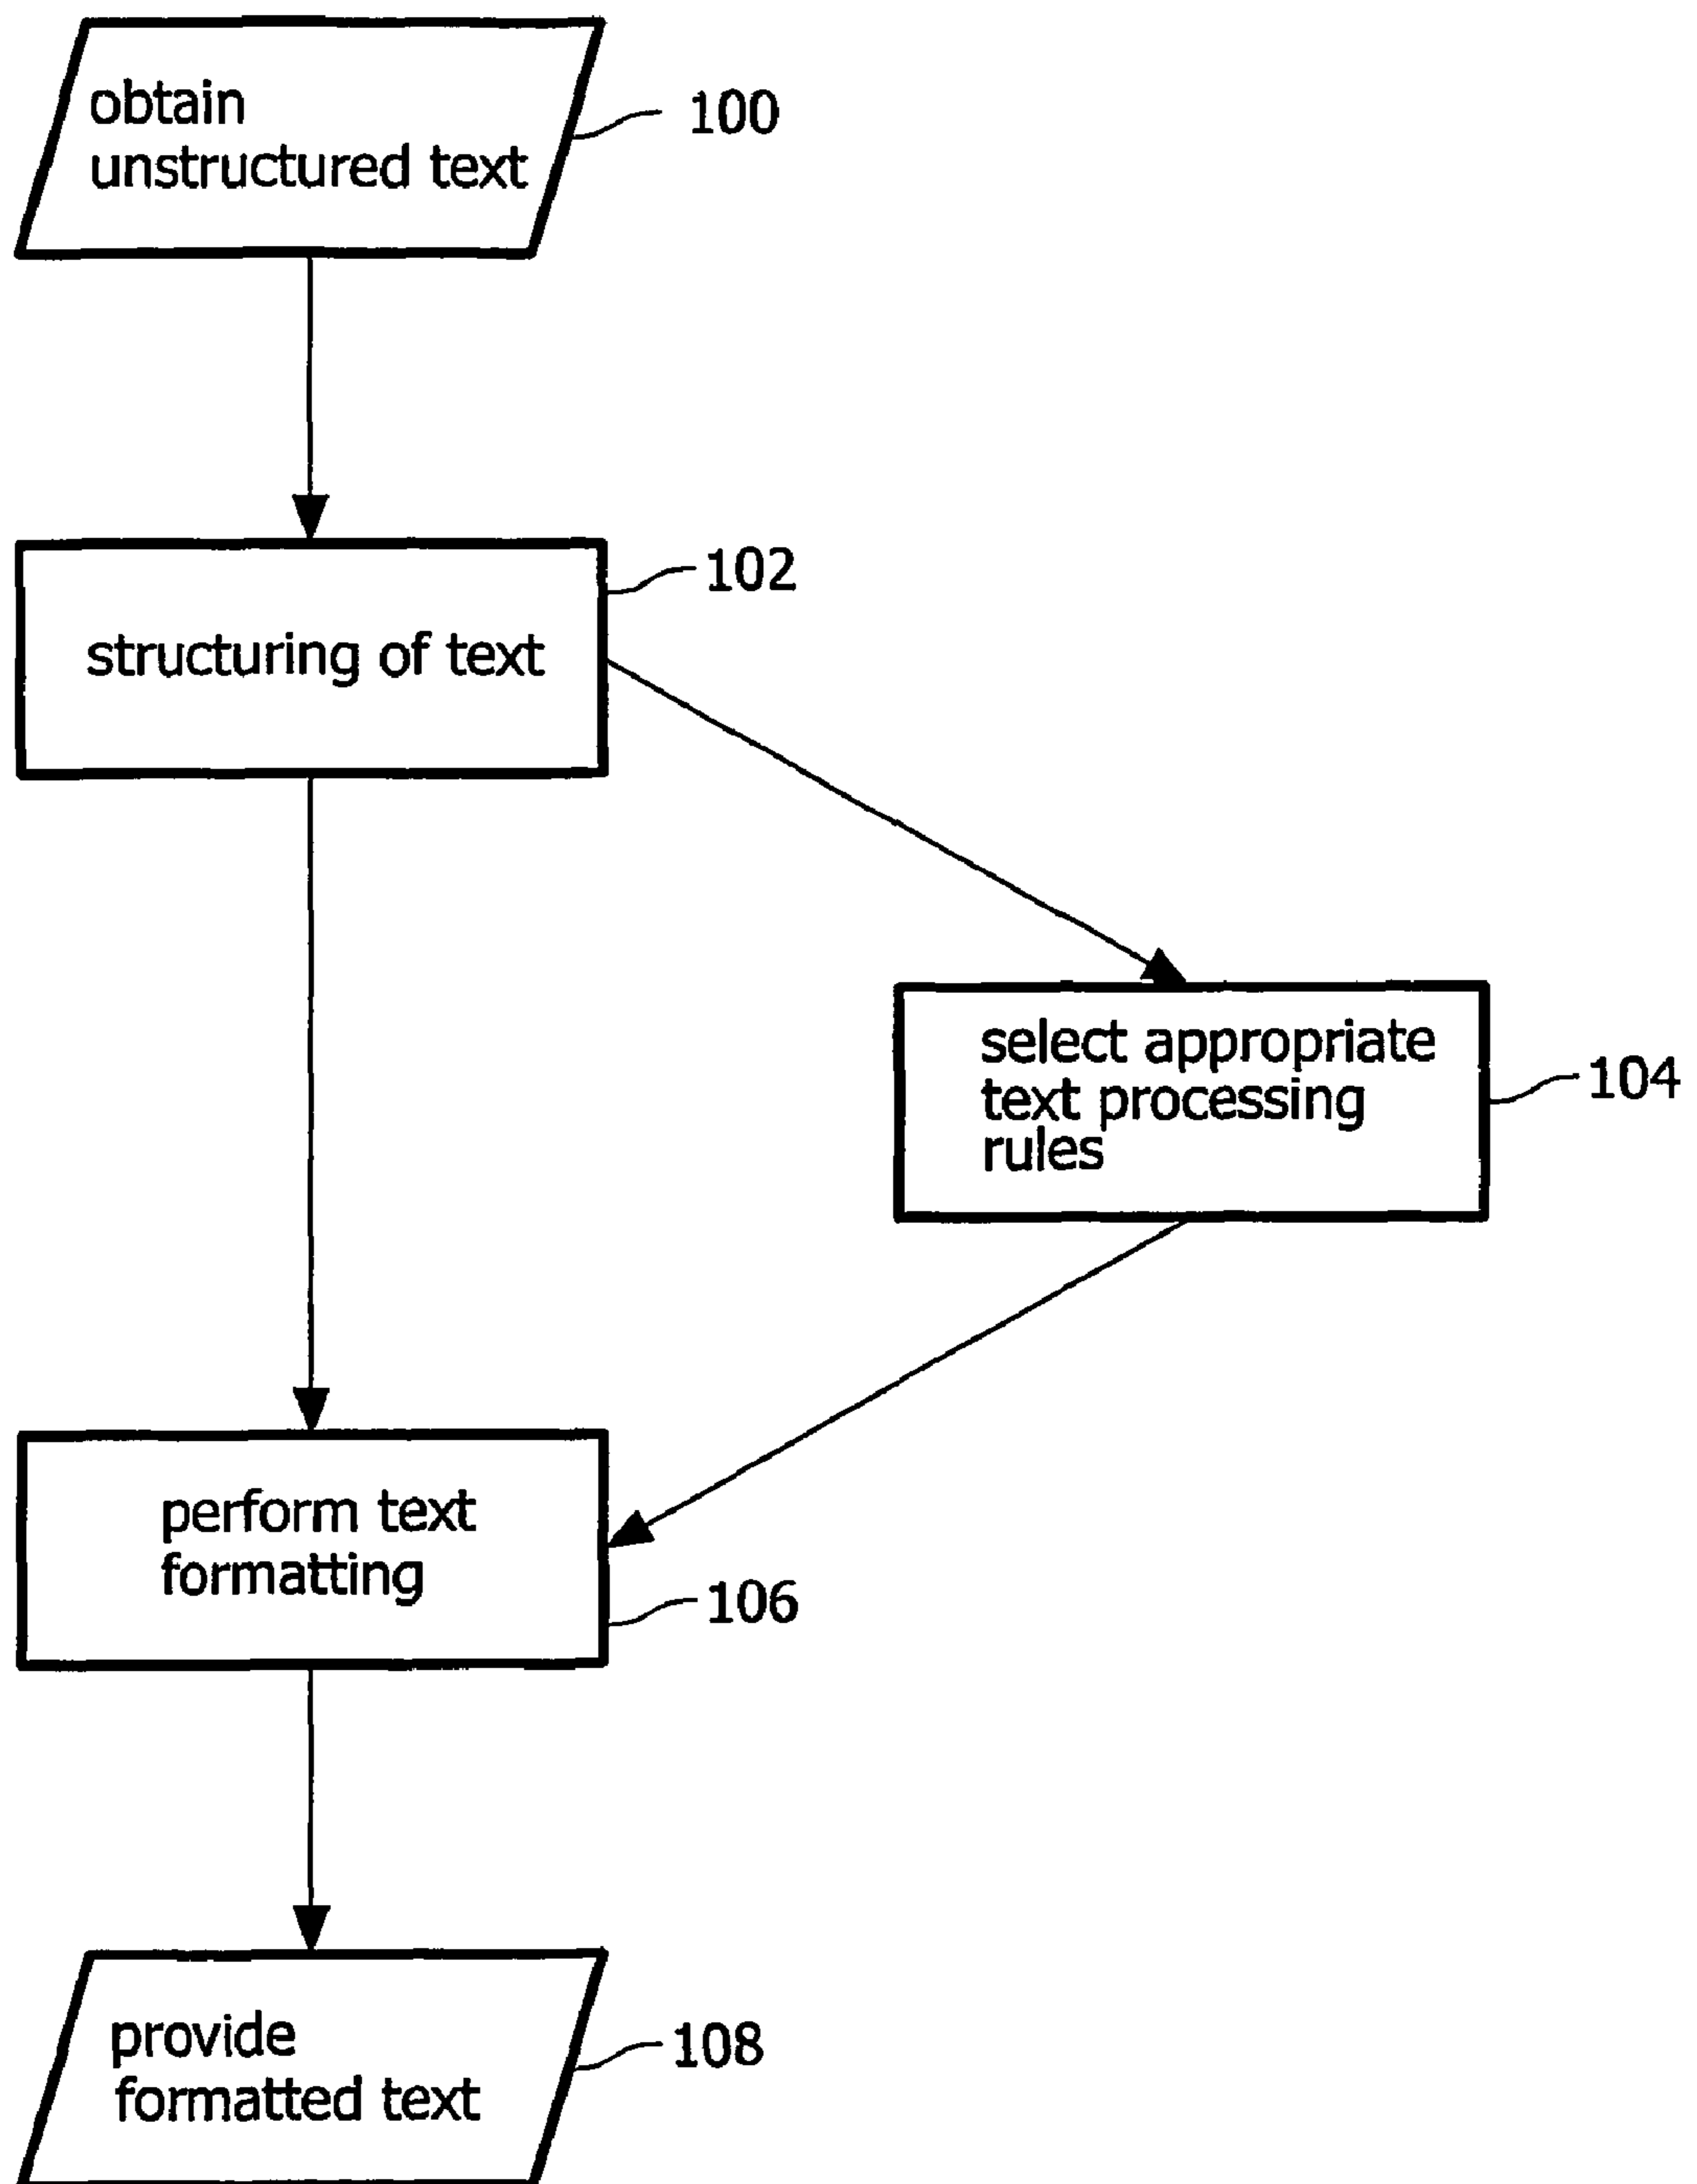 obtain
unstructured text
100
102
structuring of text
select appropriate
text processing
rules
104
perform text
formatting
106
provide
formatted text
108